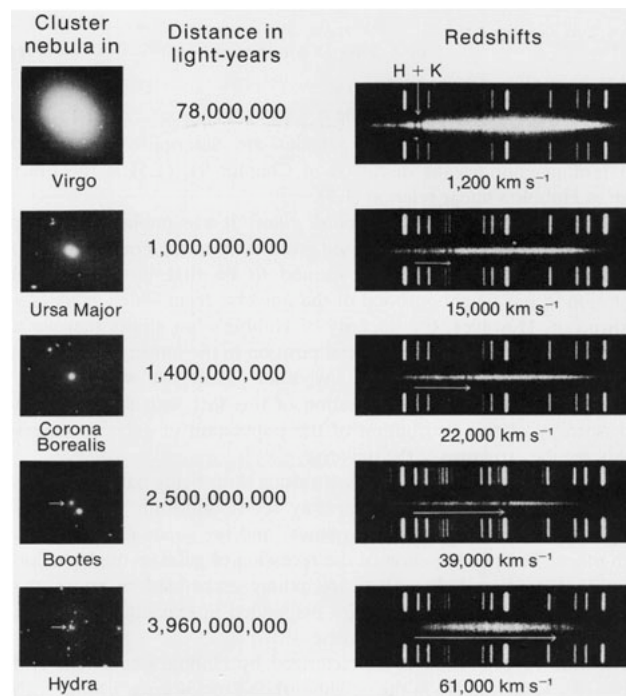 Cluster
nebula in
Distance in
light-years
Redshifts
H + K
78,000,000
Virgo
1,200 km s⁻¹
1,000,000,000
Ursa Major
15,000 km s⁻¹
1,400,000,000
Corona
Borealis
22,000 km s⁻¹
2,500,000,000
Bootes
39,000 km s⁻¹
3,960,000,000
Hydra
61,000 km s⁻¹